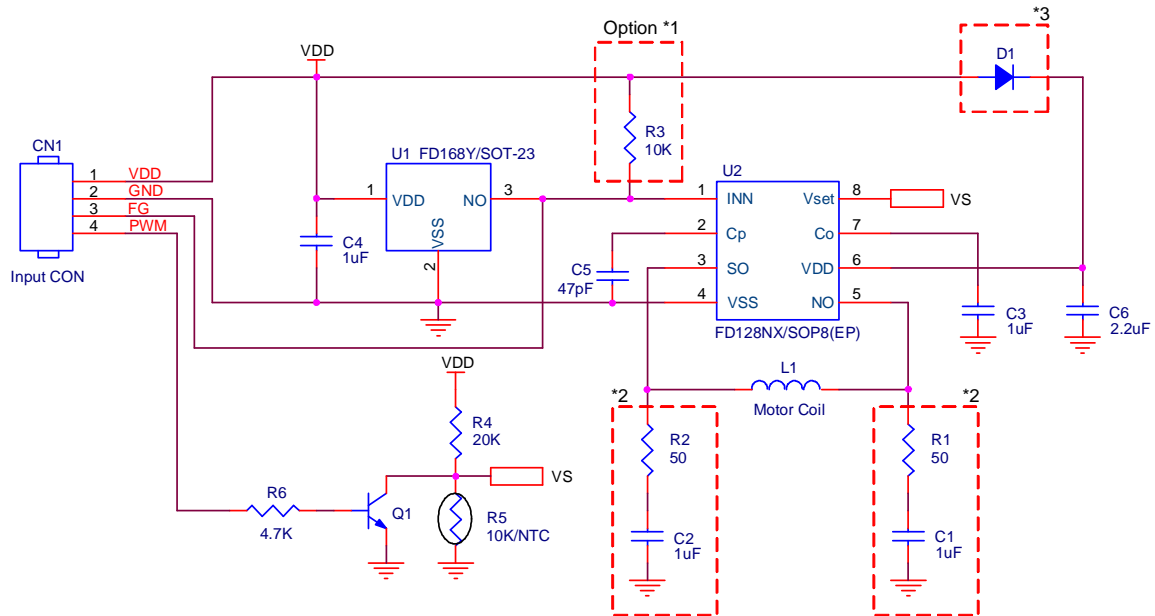 Option *1
*3
VDD
D1
CN1
R3
10K
U1 FD168Y/SOT-23
U2
1 VDD
2 GND
3 FG
4 PWM
Input CON
1
VDD
NO
3
VSS
2
C4
1uF
C5
47pF
1
INN
Vset
8
VS
2
Cp
Co
7
3
SO
VDD
6
4
VSS
NO
5
FD128NX/SOP8(EP)
C3
1uF
C6
2.2uF
VDD
L1
Motor Coil
*2
*2
R4
20K
R2
50
R1
50
VS
R6
4.7K
Q1
R5
10K/NTC
C2
1uF
C1
1uF